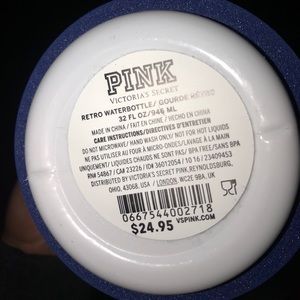 PINK
VICTORIA'S SECRET
RETRO WATERBOTTLE/ GOURDE RÉTRO
32 FL OZ/946 ML
MADE IN CHINA / FAIT EN CHINE / HECHO EN CHINA
CARE INSTRUCTIONS/DIRECTIVES D'ENTRETIEN
DO NOT MICROWAVE/ HAND WASH ONLY/ NOT FOR HOT LIQUIDS
NE PAS UTILISER AU FOUR À MICRO-ONDES/LAVAGE À LA MAIN
UNIQUEMENT/ LIQUIDES CHAUDS NE SONT PAS/ BPA FREE/SANS BPA
RN# 54867 / CA# 23226 / ID# 36012054 / 10 16 / 23409453
DIST BY/DIST PAR VICTORIA'S SECRET PINK,REYNOLDSBURG,
OHIO, 43068, USA / LONDON, WC2E 9BA, UK
0667544002718
VSPINK.COM
$24.95